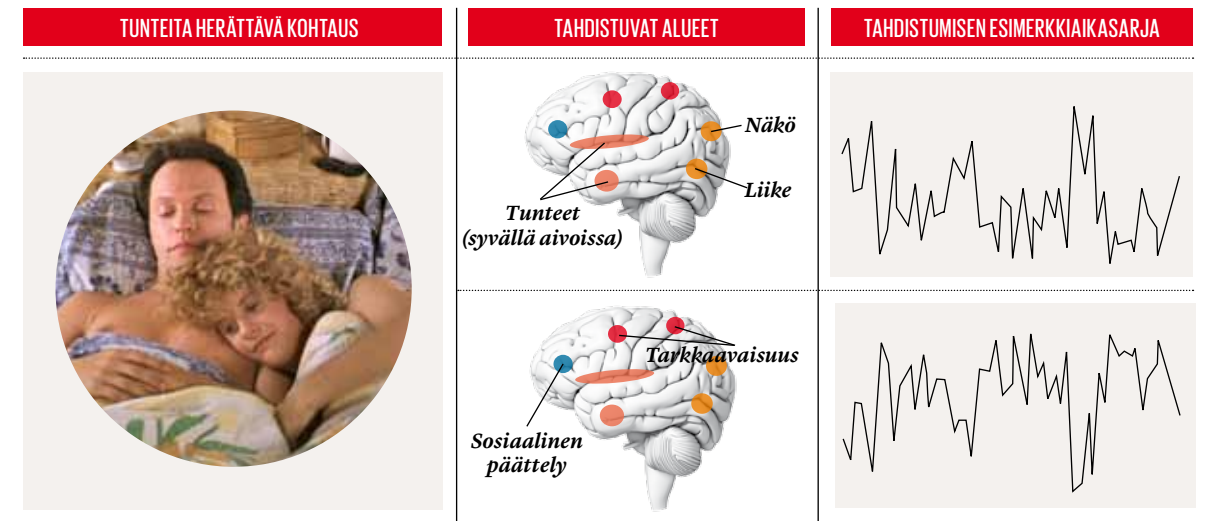 TUNTEITA HERÄTTÄVÄ KOHTAUS
TAHDISTUVAT ALUEET
TAHDISTUMISEN ESIMERKKIAIKASARJA
Näkö
Liike
Tunteet
(syvällä aivoissa)
Tarkkaavaisuus
Sosiaalinen
päättely